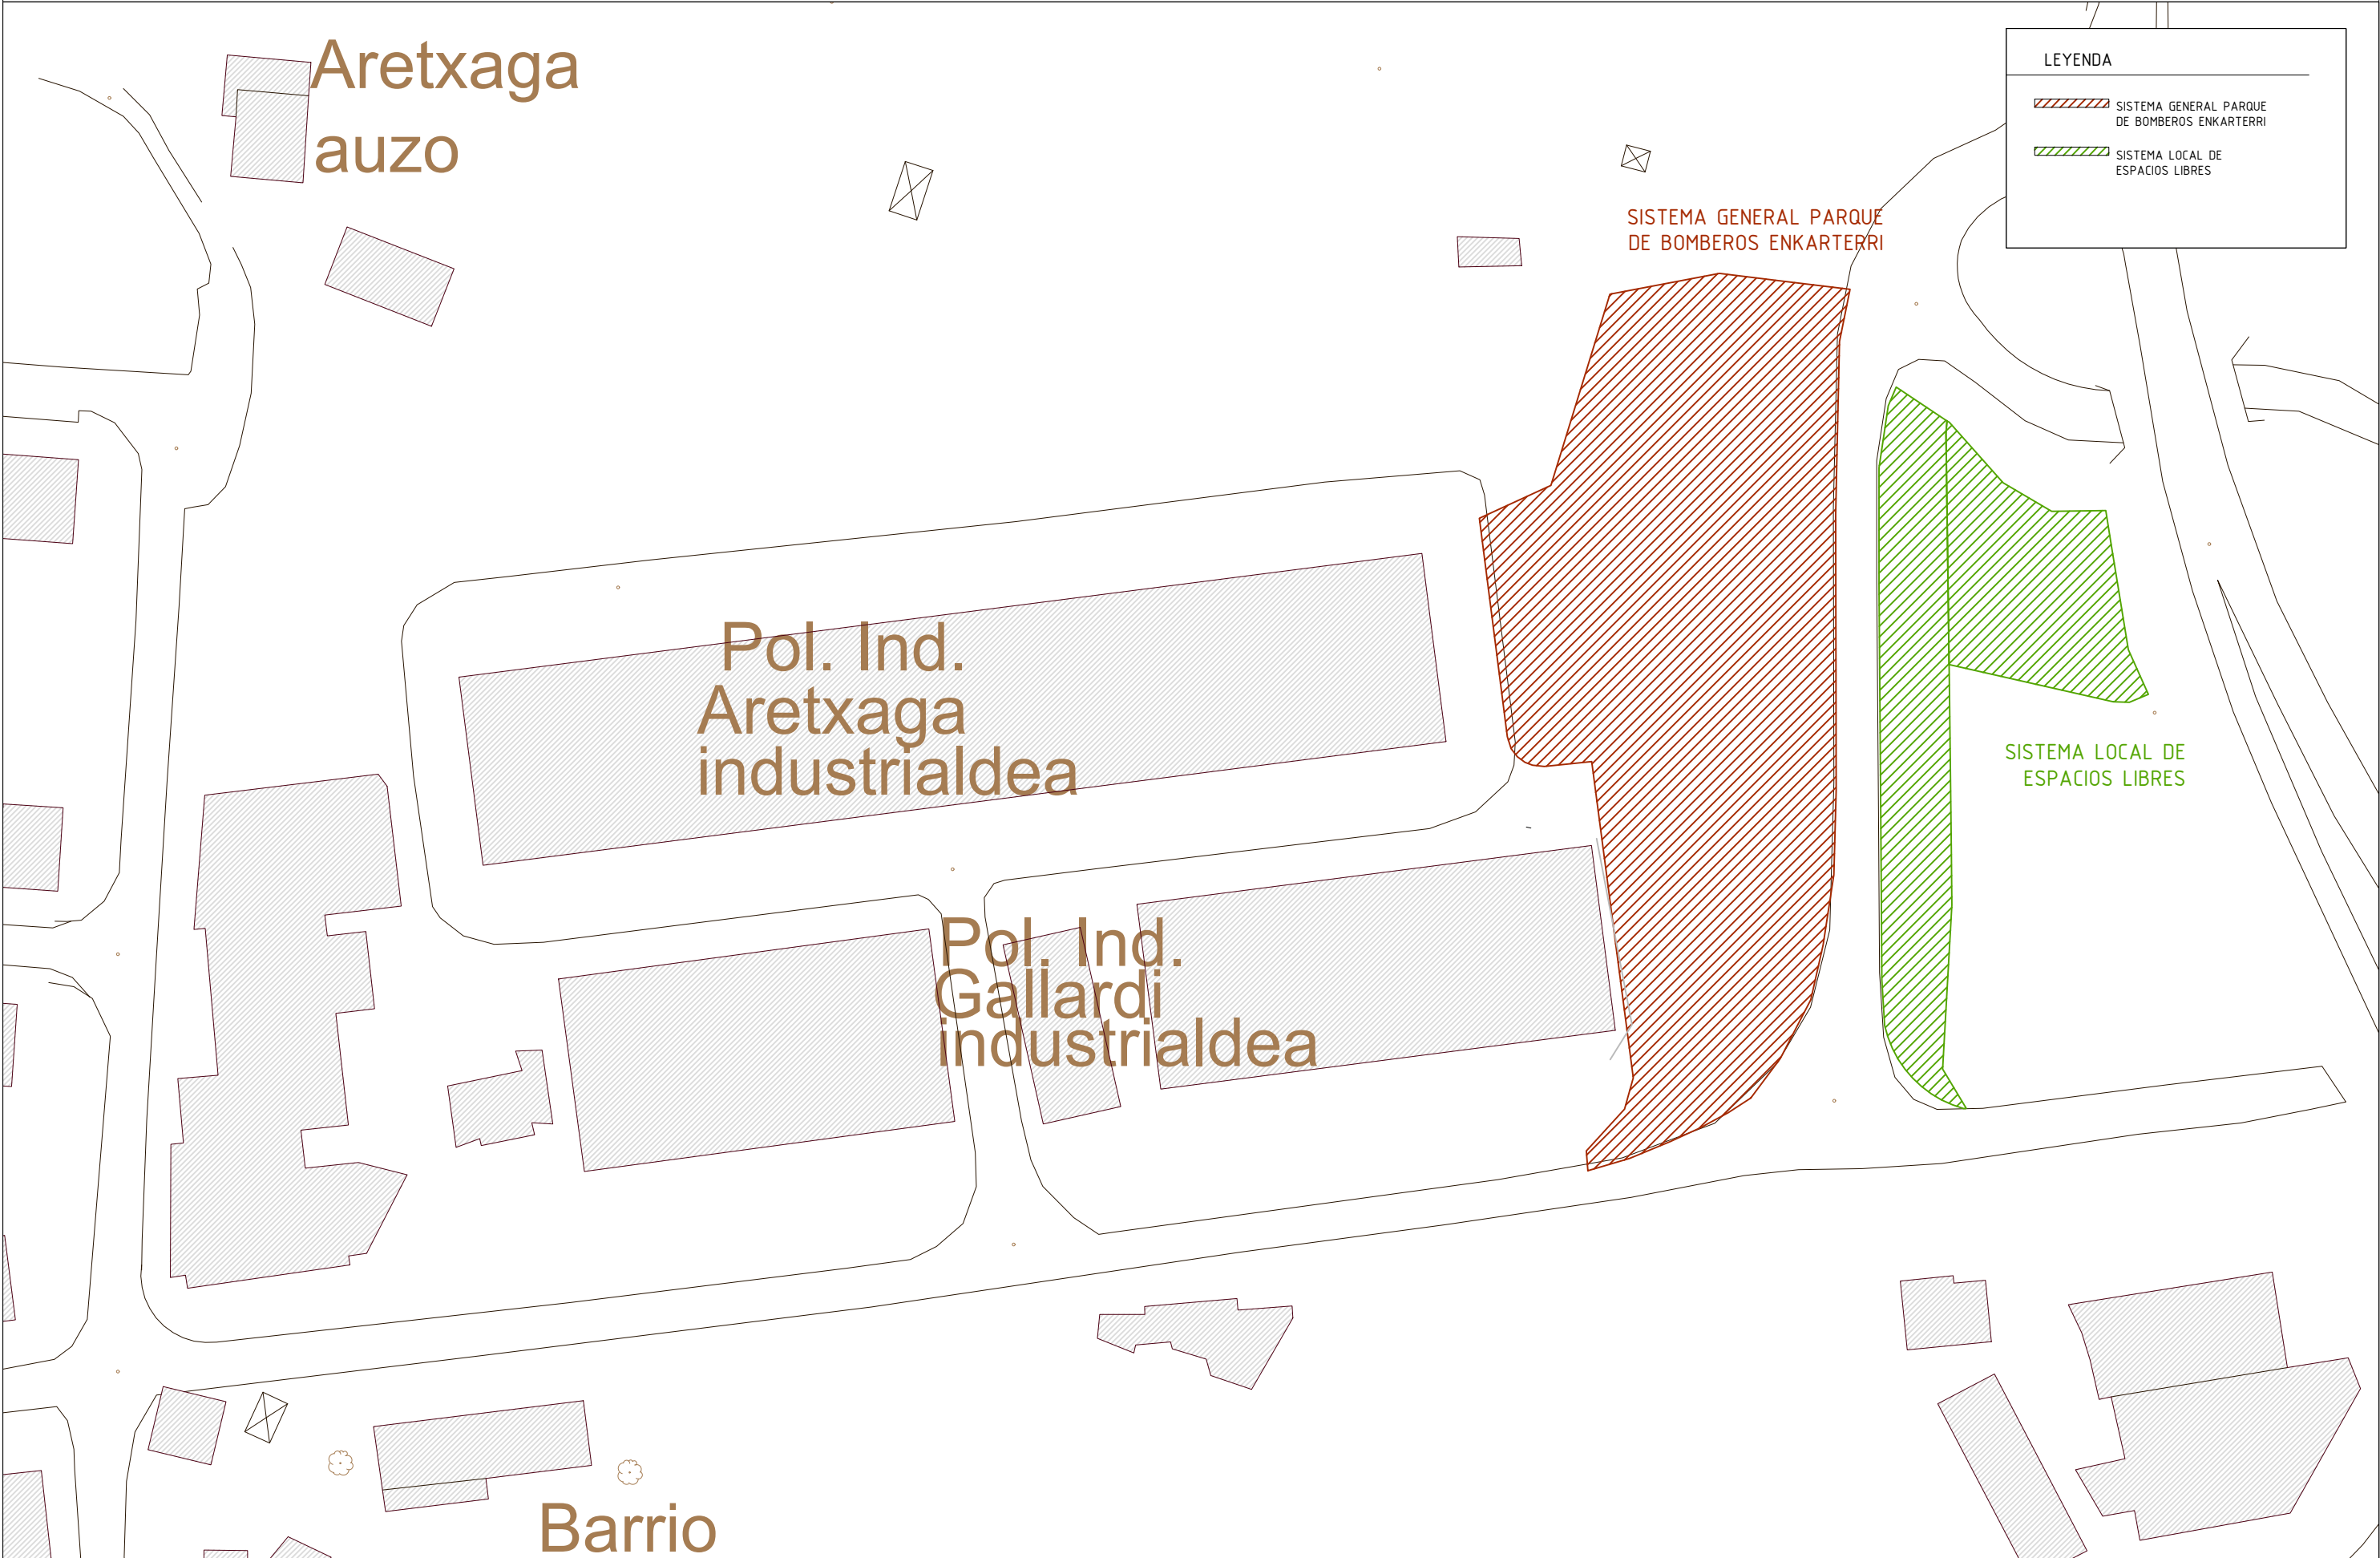 Aretxaga
auzo
LEYENDA
SISTEMA GENERAL PARQUE
DE BOMBEROS ENKARTERRI
SISTEMA LOCAL DE
ESPACIOS LIBRES
SISTEMA GENERAL PARQUE
DE BOMBEROS ENKARTERRI
Pol. Ind.
Aretxaga
industrialdea
SISTEMA LOCAL DE
ESPACIOS LIBRES
Pol. Ind.
Gallardi
industrialdea
Barrio